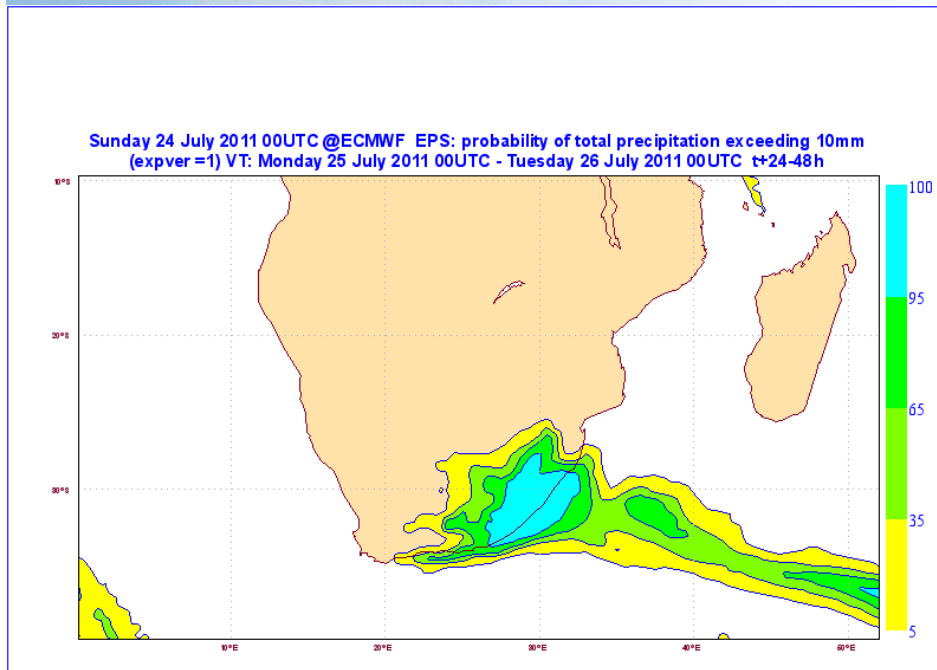 Sunday 24 July 2011 00UTC @ECMWF EPS: probability of total precipitation exceeding 10mm
(expver =1) VT: Monday 25 July 2011 00UTC - Tuesday 26 July 2011 00UTC t+24-48h
10°S
100
95
20°S
65
30°S
35
5
10°E
20°E
30°E
40°E
50°E